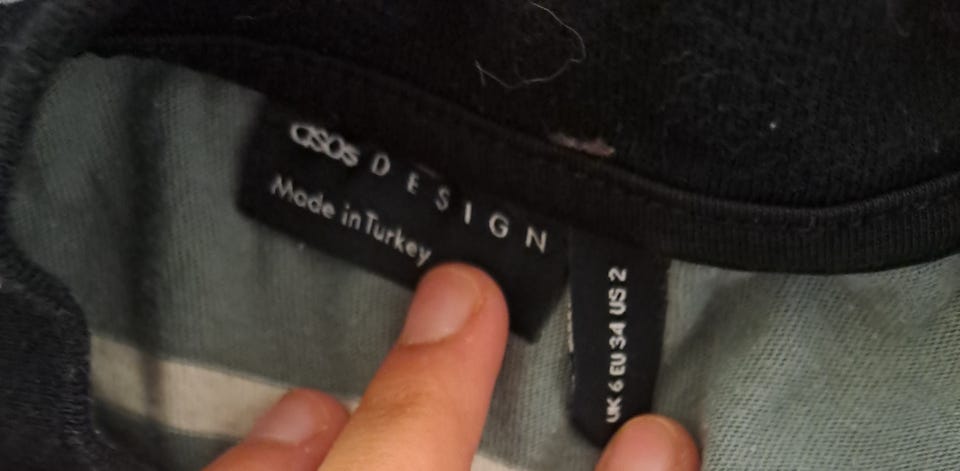 asos DESIGN
Made in Turkey
UK 6 EU 34 US 2